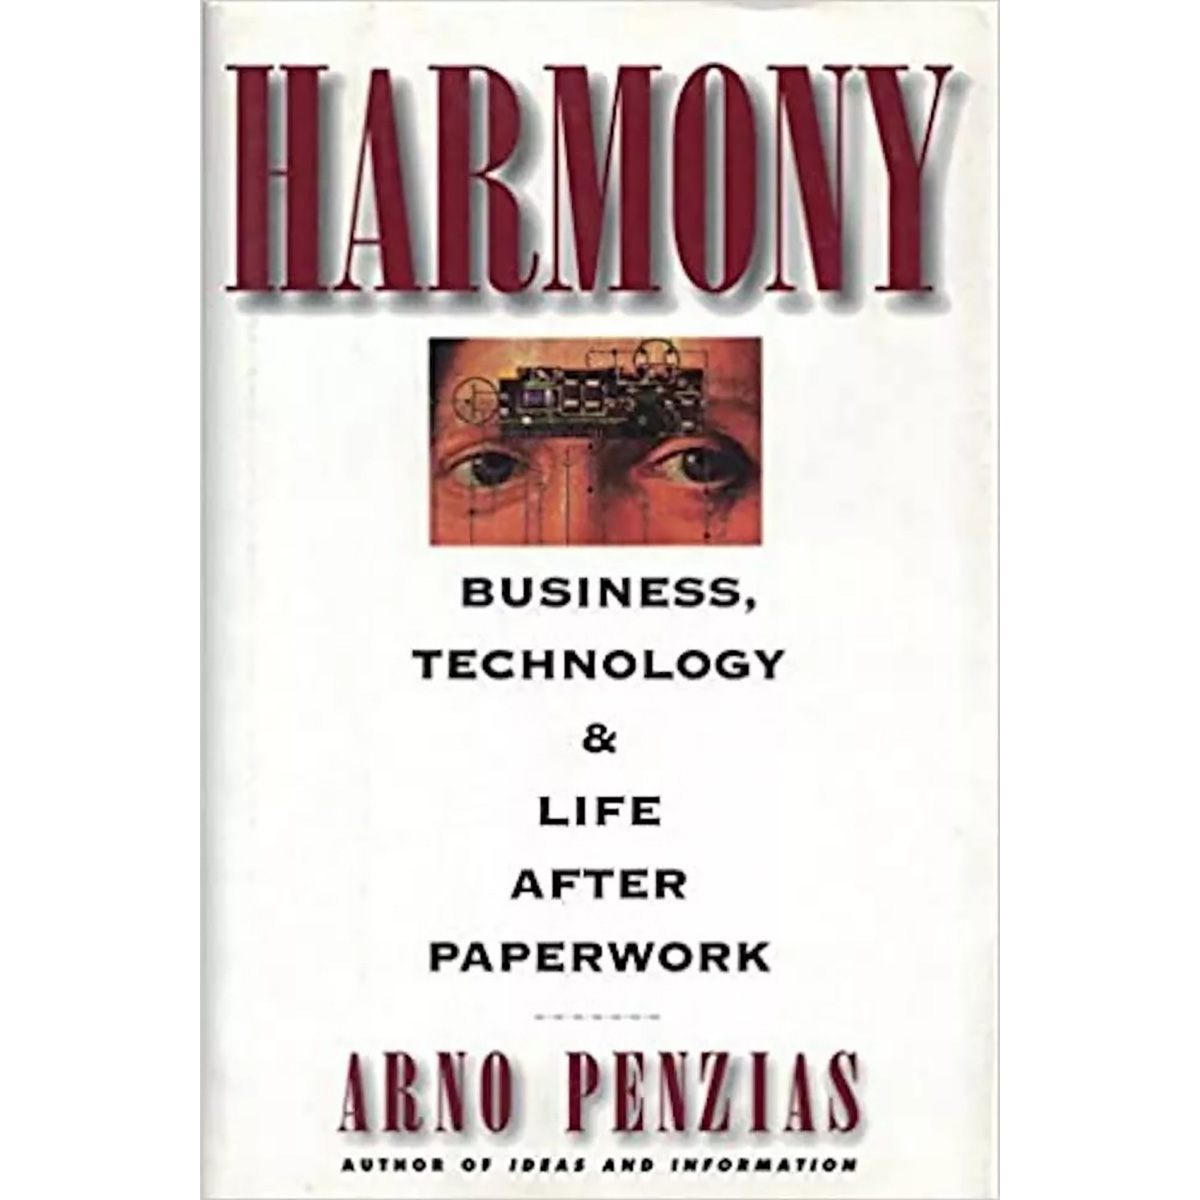 HARMONY
BUSINESS,
TECHNOLOGY
&
LIFE
AFTER
PAPERWORK
ARNO PENZIAS
AUTHOR OF IDEAS AND INFORMATION